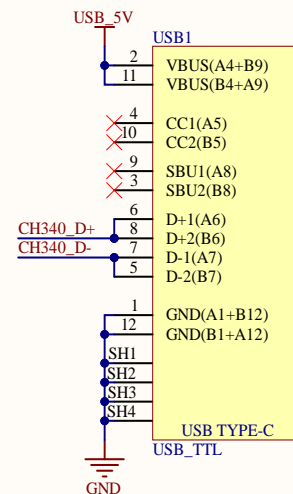 USB_5V
USB1
2 VBUS(A4+B9)
11 VBUS(B4+A9)
4 CC1(A5)
10 CC2(B5)
9 SBU1(A8)
3 SBU2(B8)
6 D+1(A6)
CH340_D+ 8 D+2(B6)
CH340_D- 7 D-1(A7)
5 D-2(B7)
1 GND(A1+B12)
12 GND(B1+A12)
SH1
SH2
SH3
SH4
USB TYPE-C
USB_TTL
GND